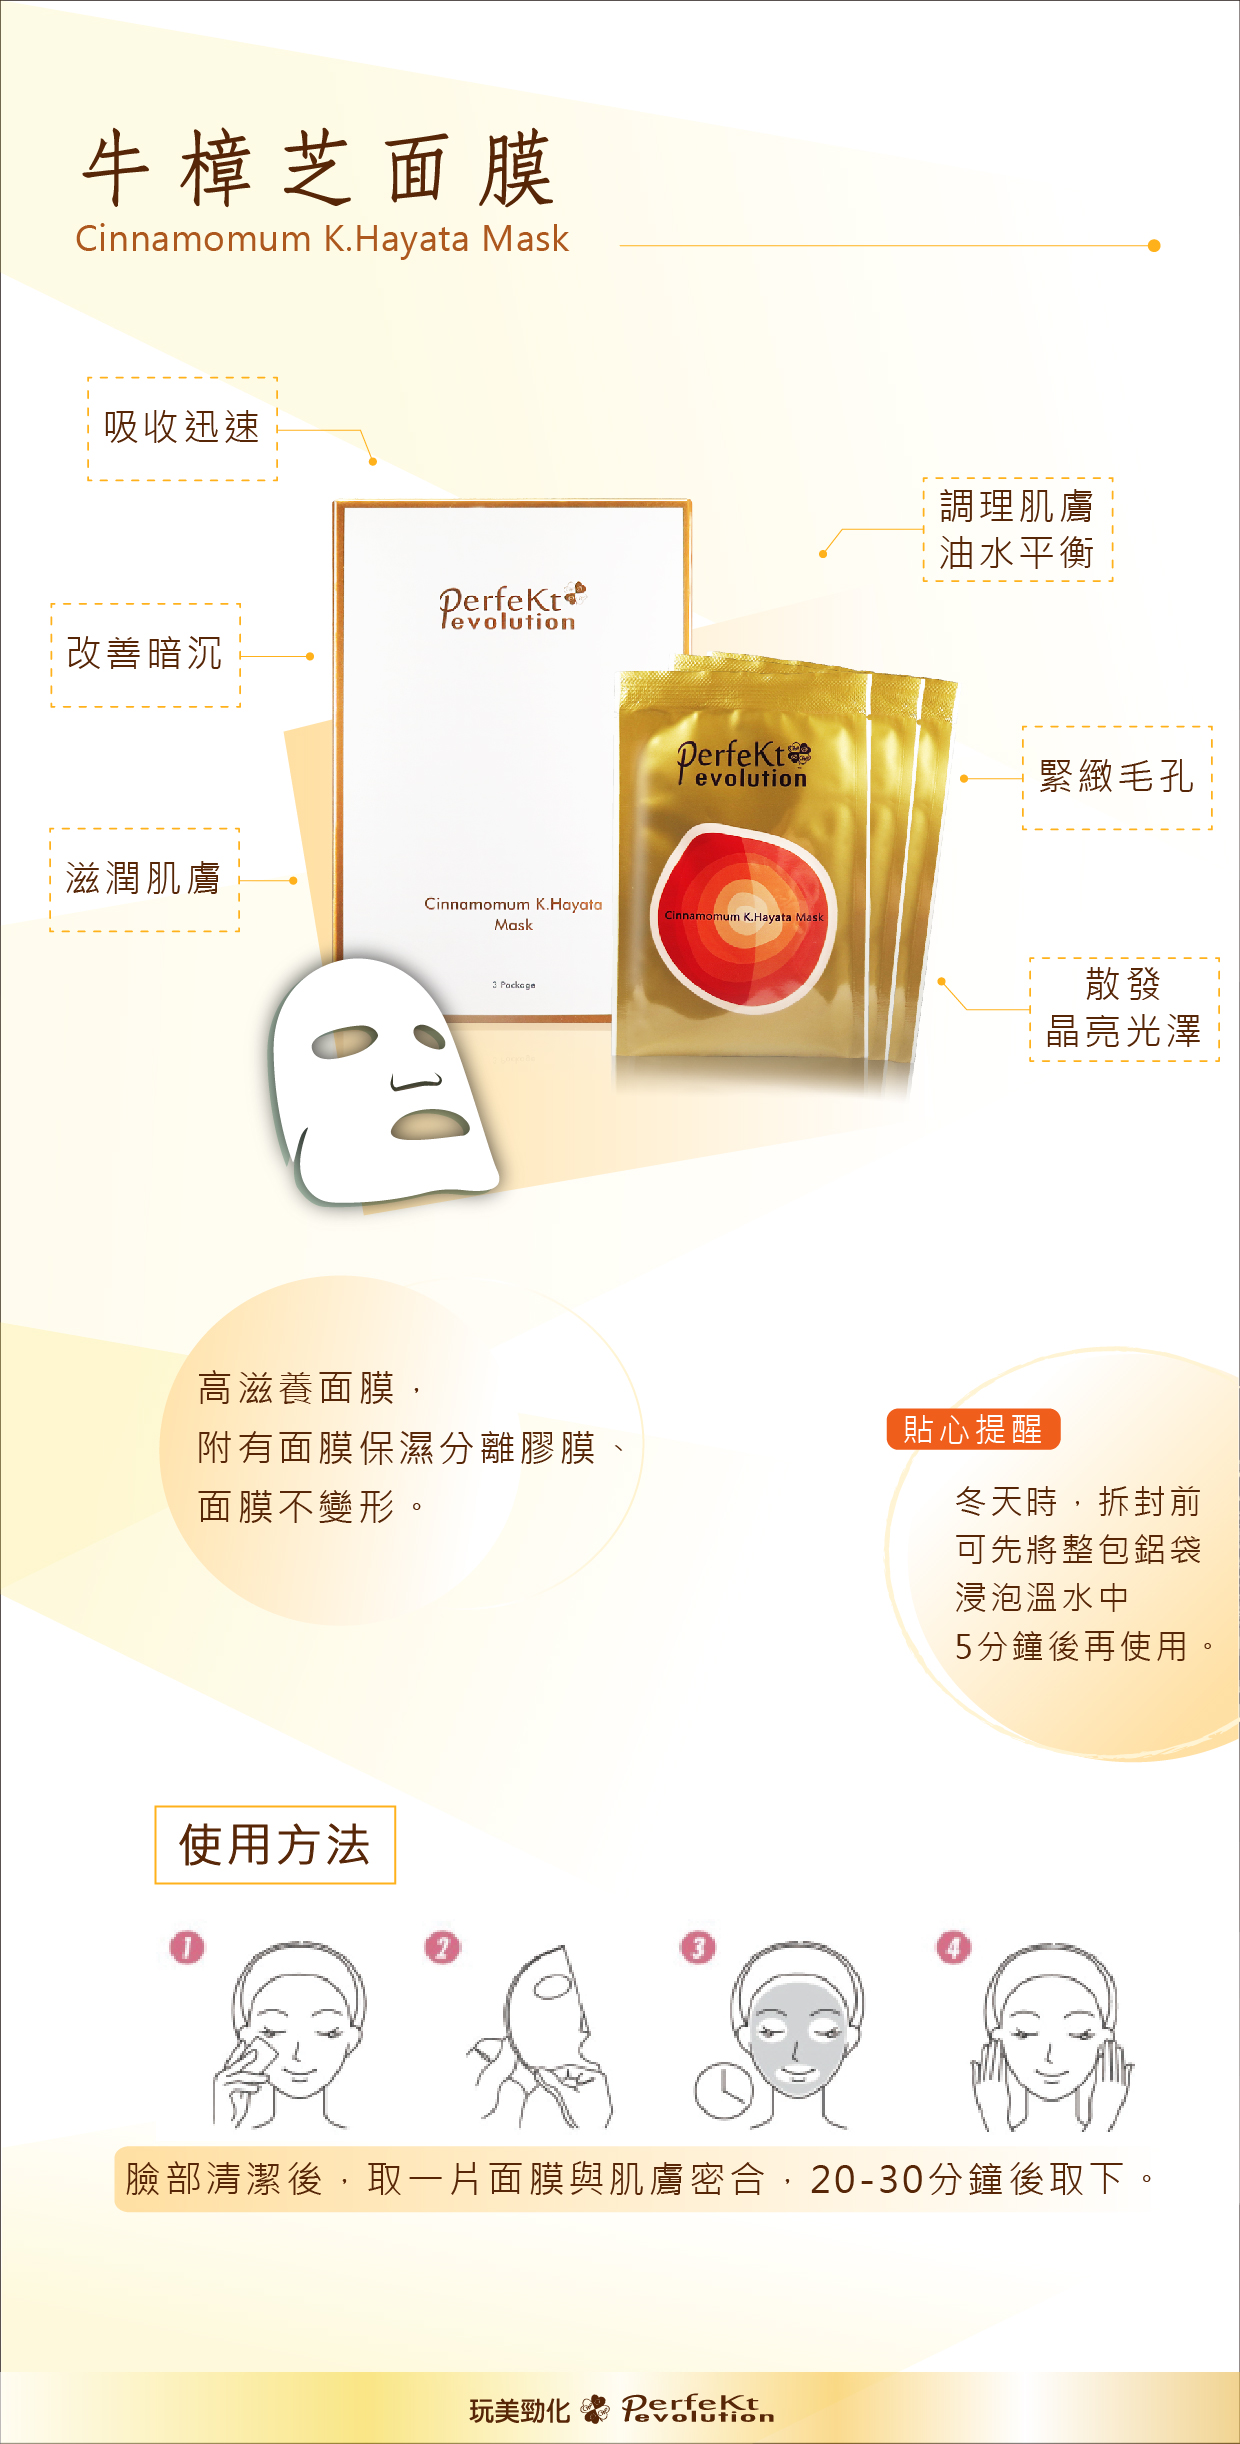 牛樟芝面膜
Cinnamomum K.Hayata Mask
吸收迅速
調理肌膚
油水平衡
改善暗沉
緊緻毛孔
滋潤肌膚
散發
晶亮光澤
PerfeKt
Revolution
Cinnamomum K.Hayata
Mask
3 Package
PerfeKt
evolution
Cinnamomum K.Hayata Mask
高滋養面膜，
附有面膜保濕分離膠膜、
面膜不變形。
貼心提醒
冬天時，拆封前
可先將整包鋁袋
浸泡溫水中
5分鐘後再使用。
使用方法
1
2
3
4
臉部清潔後，取一片面膜與肌膚密合，20-30分鐘後取下。
玩美勁化 PerfeKt
Revolution